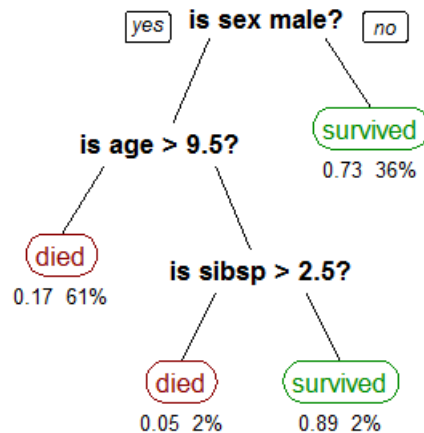 yes is sex male? no
survived
0.73 36%
is age > 9.5?
died
0.17 61%
is sibsp > 2.5?
died survived
0.05 2% 0.89 2%